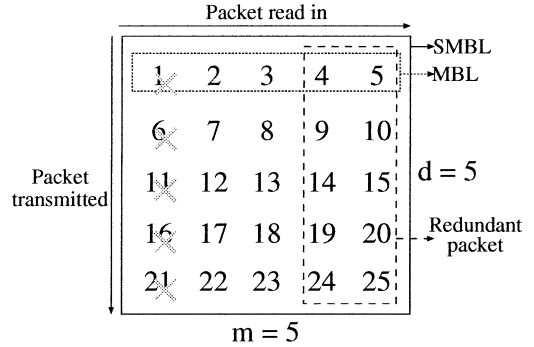 Packet read in
SMBL
1 2 3 4 5
MBL
6 7 8 9 10
Packet
transmitted
11 12 13 14 15
d = 5
16 17 18 19 20
Redundant
packet
21 22 23 24 25
m = 5